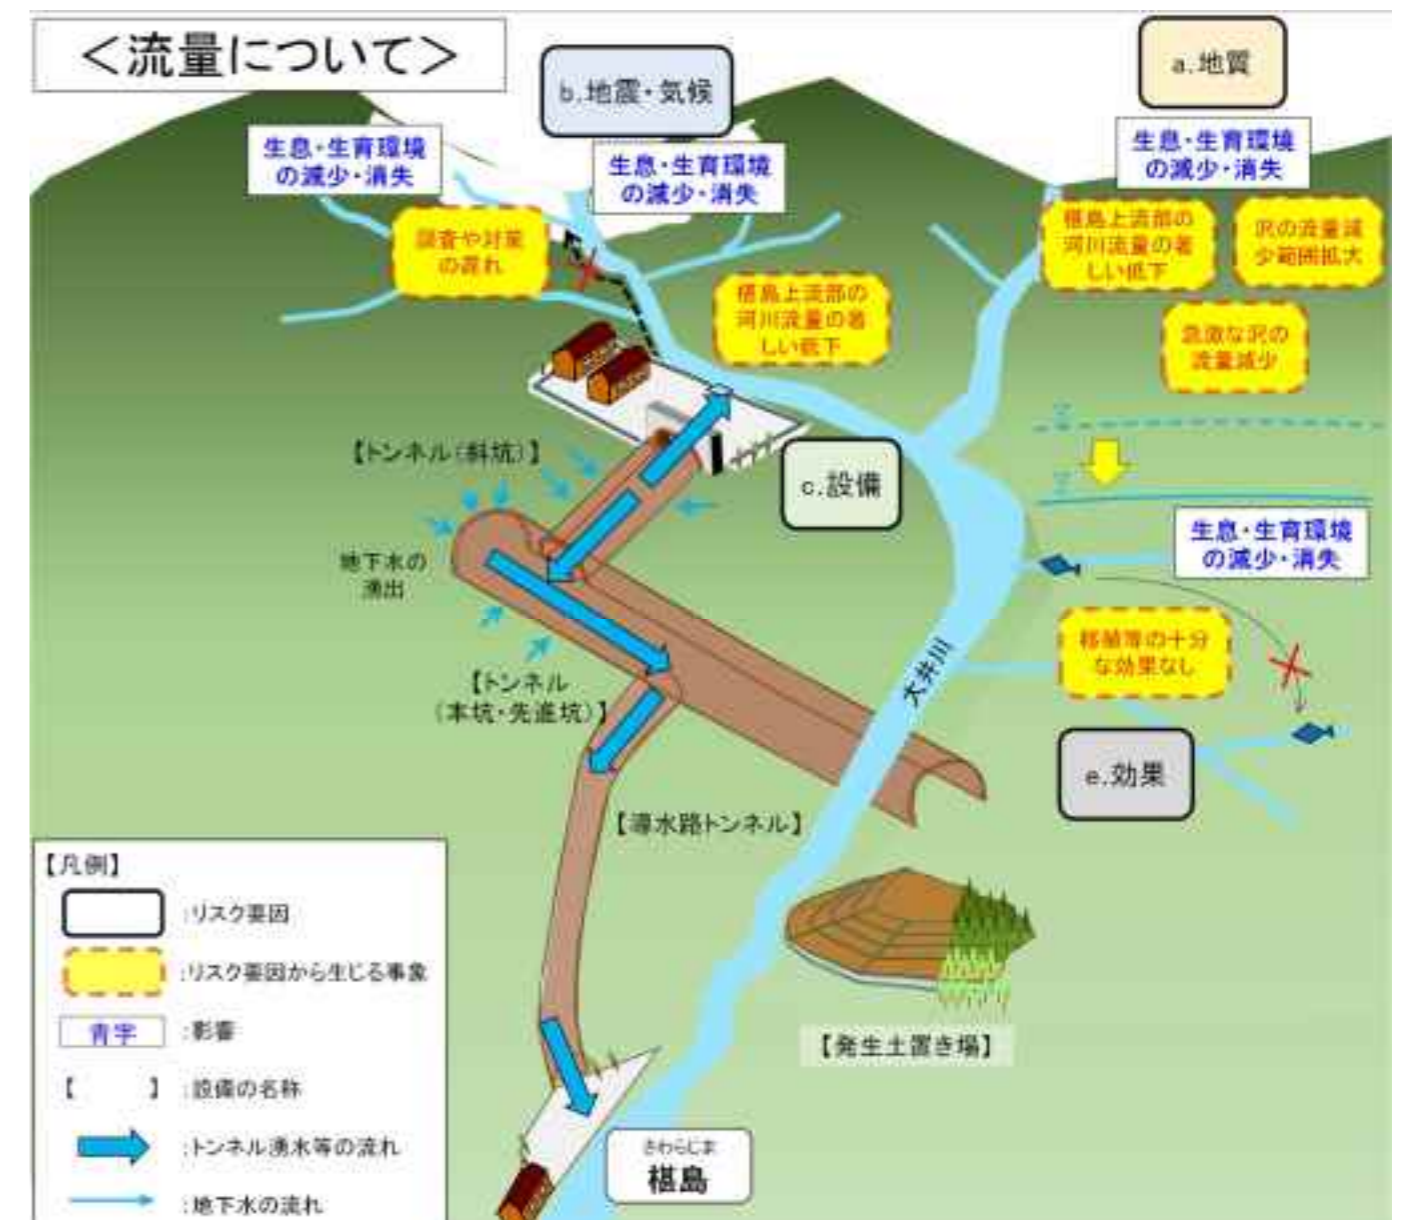 ＜流量について＞
b.地震・気候
a.地質
生息・生育環境
の減少・消失
生息・生育環境
の減少・消失
生息・生育環境
の減少・消失
調査や対策
の遅れ
椹島上流部の
河川流量の著
しい低下
椹島上流部の
河川流量の著
しい低下
沢の流量減
少範囲拡大
急激な沢の
流量減少
【トンネル(斜坑)】
c.設備
地下水の
湧出
生息・生育環境
の減少・消失
移殖等の十分
な効果なし
【トンネル
(本坑・先進坑)】
大井川
e.効果
【導水路トンネル】
【発生土置き場】
さわらじま
椹島
【凡例】
:リスク要因
:リスク要因から生じる事象
青字
:影響
【 】
:設備の名称
:トンネル湧水等の流れ
:地下水の流れ